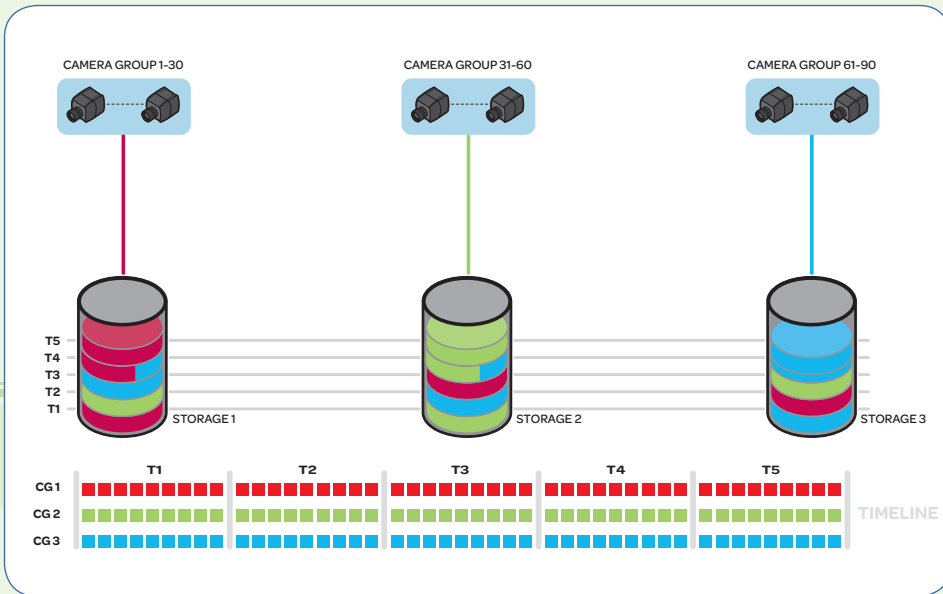 CAMERA GROUP 1-30 CAMERA GROUP 31-60 CAMERA GROUP 61-90
T5
T4
T3
T2
T1
STORAGE 1 STORAGE 2 STORAGE 3
T1 T2 T3 T4 T5
CG 1
CG 2
CG 3
TIMELINE